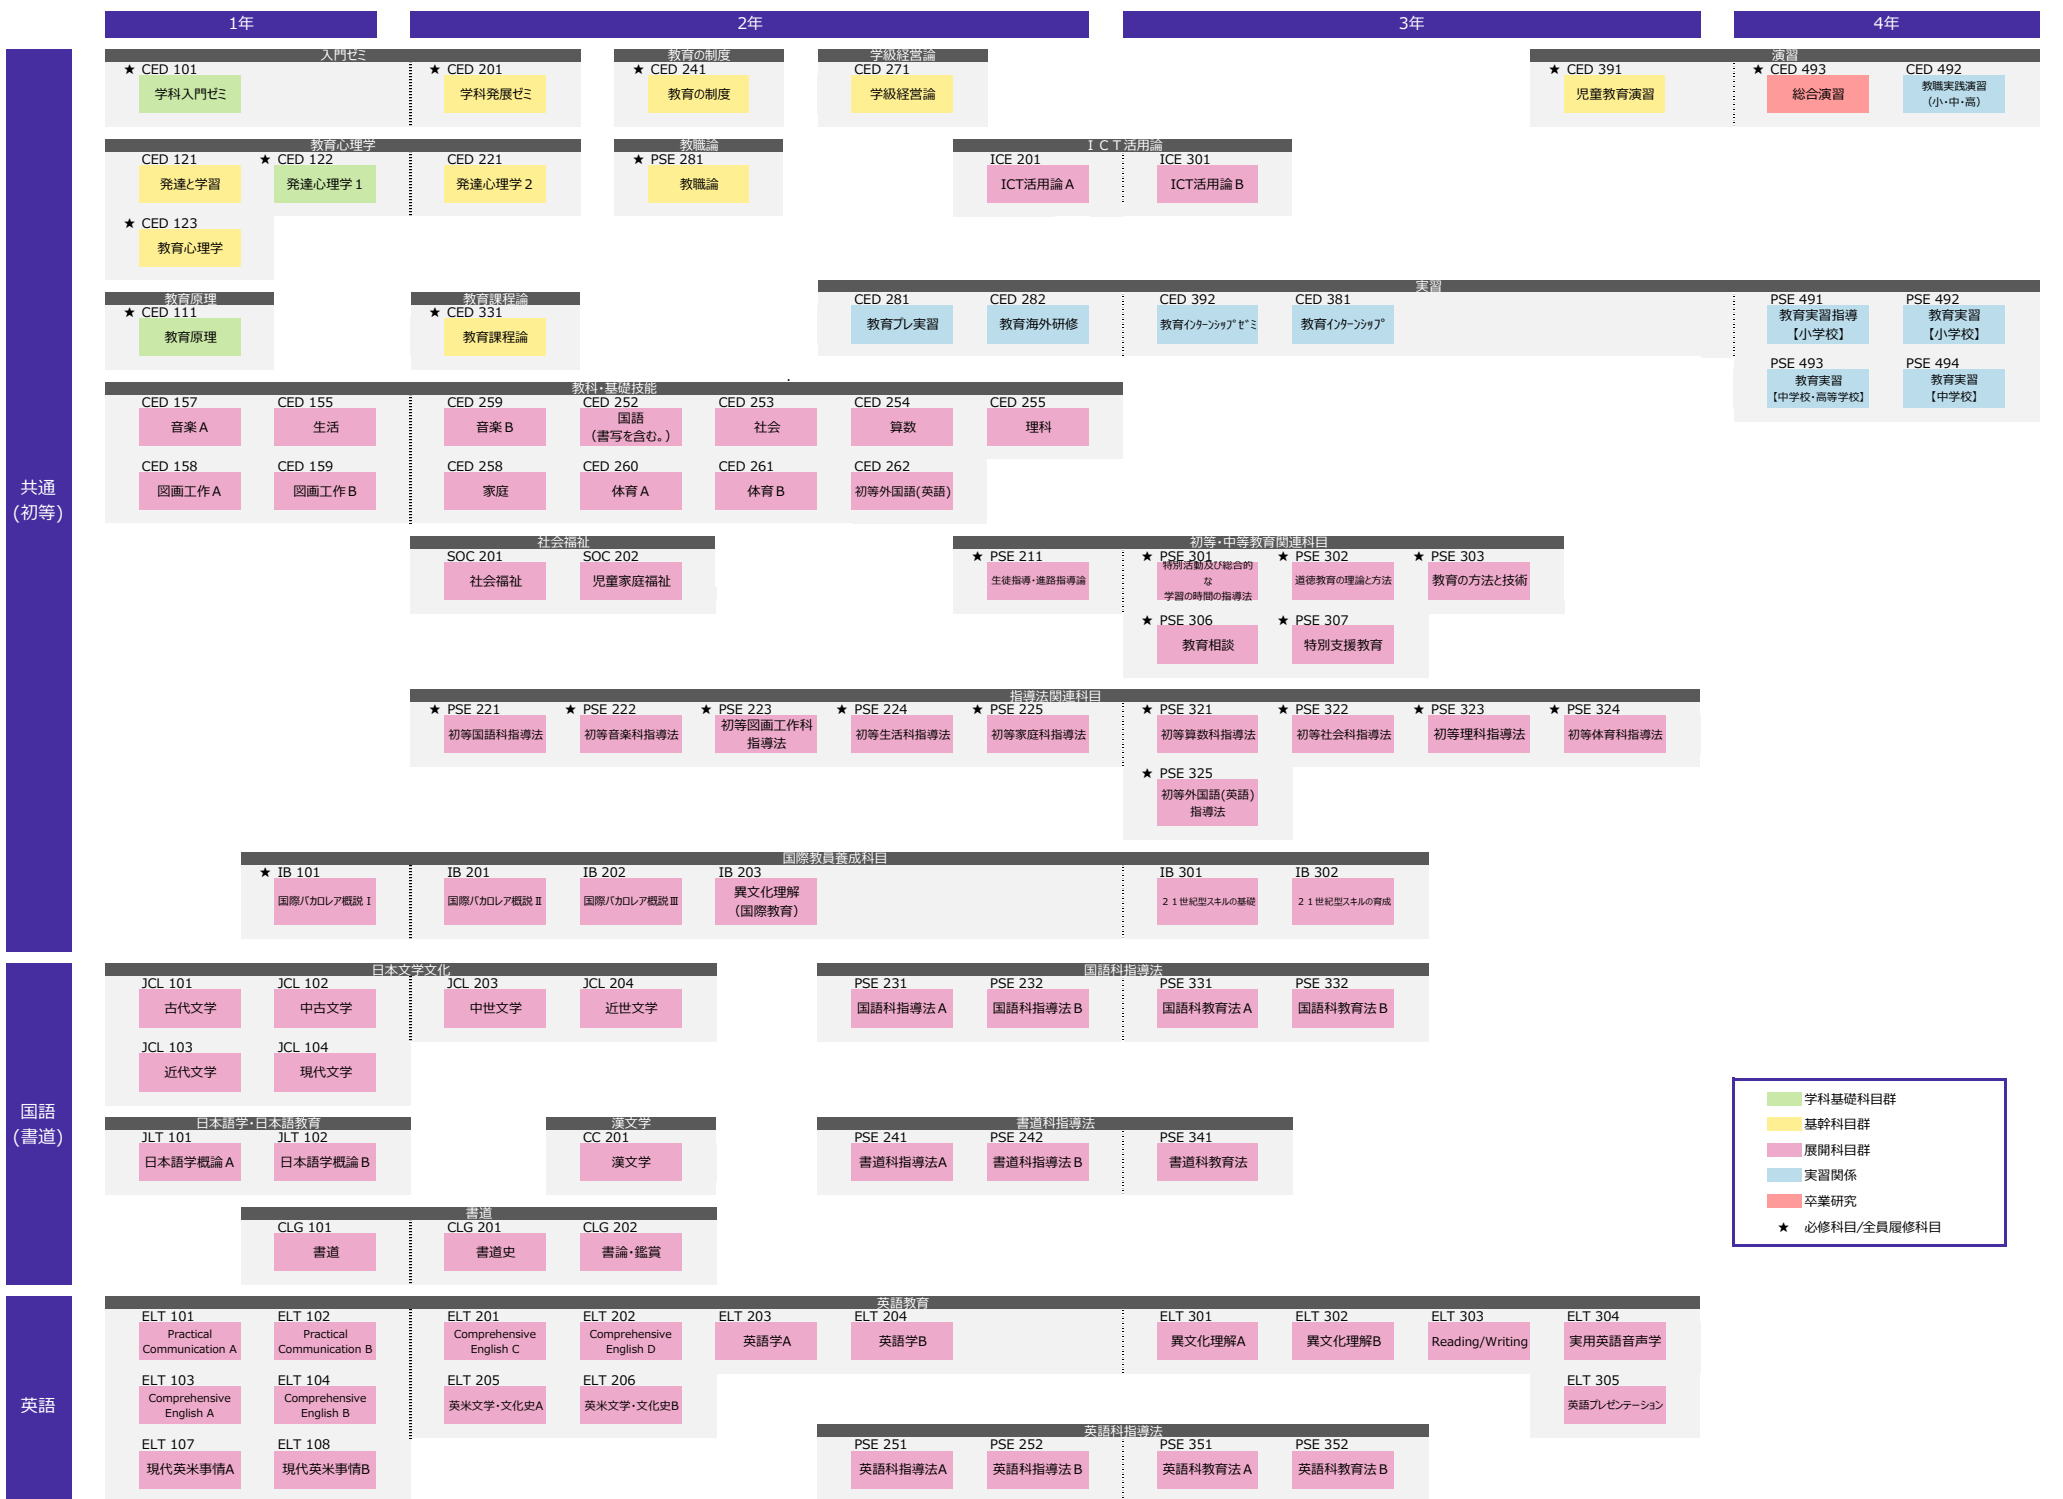 1年
2年
3年
4年
共通
(初等)
入門ゼミ
★ CED 101
学科入門ゼミ
★ CED 201
学科発展ゼミ
教育の制度
★ CED 241
教育の制度
学級経営論
CED 271
学級経営論
演習
★ CED 391
児童教育演習
★ CED 493
総合演習
CED 492
教職実践演習
(小・中・高)
教育心理学
CED 121
発達と学習
★ CED 122
発達心理学1
CED 221
発達心理学2
★ CED 123
教育心理学
教職論
★ PSE 281
教職論
ICT活用論
ICE 201
ICT活用論A
ICE 301
ICT活用論B
教育原理
★ CED 111
教育原理
教育課程論
★ CED 331
教育課程論
実習
CED 281
教育プレ実習
CED 282
教育海外研修
CED 392
教育インターンシップゼミ
CED 381
教育インターンシップ
PSE 491
教育実習指導
【小学校】
PSE 492
教育実習
【小学校】
PSE 493
教育実習
【中学校・高等学校】
PSE 494
教育実習
【中学校】
教科・基礎技能
CED 157
音楽A
CED 155
生活
CED 259
音楽B
CED 252
国語
(書写を含む。)
CED 253
社会
CED 254
算数
CED 255
理科
CED 158
図画工作A
CED 159
図画工作B
CED 258
家庭
CED 260
体育A
CED 261
体育B
CED 262
初等外国語(英語)
社会福祉
SOC 201
社会福祉
SOC 202
児童家庭福祉
初等・中等教育関連科目
★ PSE 211
生徒指導・進路指導論
★ PSE 301
特別活動及び総合的
な
学習の時間の指導法
★ PSE 302
道徳教育の理論と方法
★ PSE 303
教育の方法と技術
★ PSE 306
教育相談
★ PSE 307
特別支援教育
指導法関連科目
★ PSE 221
初等国語科指導法
★ PSE 222
初等音楽科指導法
★ PSE 223
初等図画工作科
指導法
★ PSE 224
初等生活科指導法
★ PSE 225
初等家庭科指導法
★ PSE 321
初等算数科指導法
★ PSE 322
初等社会科指導法
★ PSE 323
初等理科指導法
★ PSE 324
初等体育科指導法
★ PSE 325
初等外国語(英語)
指導法
国際教員養成科目
★ IB 101
国際バカロレア概説Ⅰ
IB 201
国際バカロレア概説Ⅱ
IB 202
国際バカロレア概説Ⅲ
IB 203
異文化理解
(国際教育)
IB 301
21世紀型スキルの基礎
IB 302
21世紀型スキルの育成
国語
(書道)
日本文学文化
JCL 101
古代文学
JCL 102
中古文学
JCL 203
中世文学
JCL 204
近世文学
JCL 103
近代文学
JCL 104
現代文学
国語科指導法
PSE 231
国語科指導法A
PSE 232
国語科指導法B
PSE 331
国語科教育法A
PSE 332
国語科教育法B
日本語学・日本語教育
JLT 101
日本語学概論A
JLT 102
日本語学概論B
漢文学
CC 201
漢文学
書道科指導法
PSE 241
書道科指導法A
PSE 242
書道科指導法B
PSE 341
書道科教育法
書道
CLG 101
書道
CLG 201
書道史
CLG 202
書論・鑑賞
学科基礎科目群
基幹科目群
展開科目群
実習関係
卒業研究
★ 必修科目/全員履修科目
英語
英語教育
ELT 101
Practical
Communication A
ELT 102
Practical
Communication B
ELT 201
Comprehensive
English C
ELT 202
Comprehensive
English D
ELT 203
英語学A
ELT 204
英語学B
ELT 301
異文化理解A
ELT 302
異文化理解B
ELT 303
Reading/Writing
ELT 304
実用英語音声学
ELT 103
Comprehensive
English A
ELT 104
Comprehensive
English B
ELT 205
英米文学・文化史A
ELT 206
英米文学・文化史B
ELT 305
英語プレゼンテーション
ELT 107
現代英米事情A
ELT 108
現代英米事情B
英語科指導法
PSE 251
英語科指導法A
PSE 252
英語科指導法B
PSE 351
英語科教育法A
PSE 352
英語科教育法B